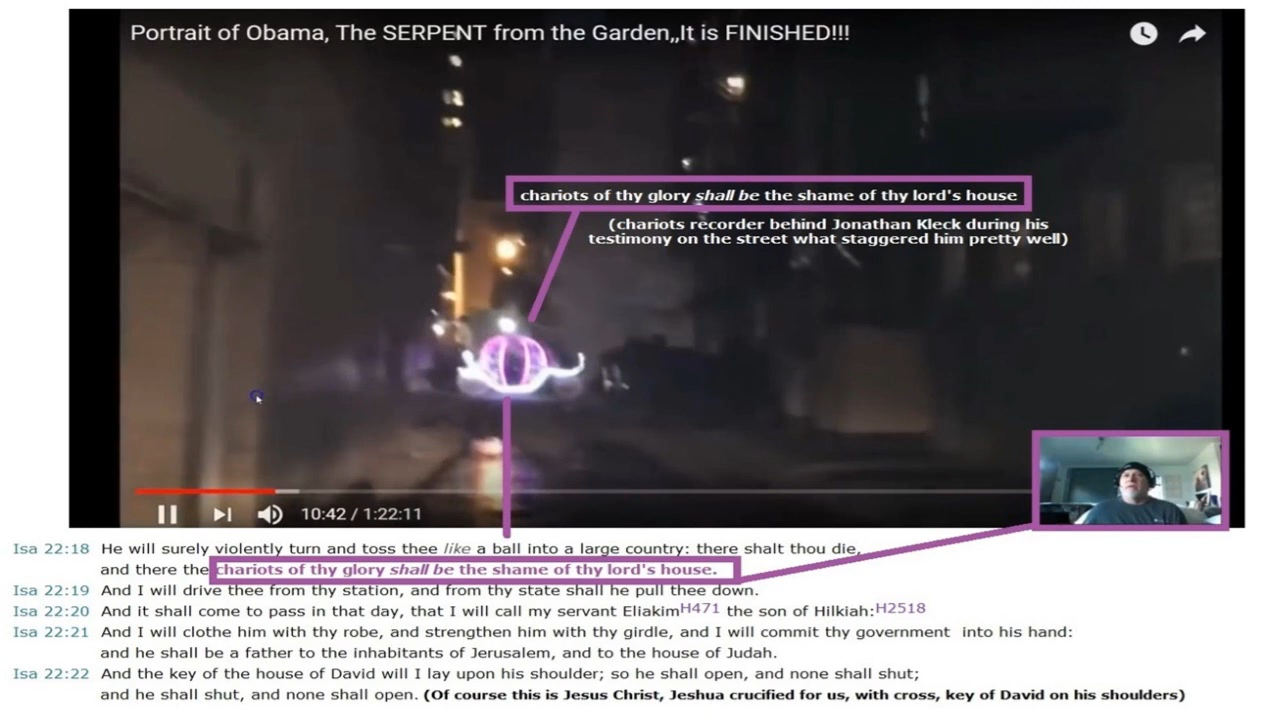 Portrait of Obama, The SERPENT from the Garden,,It is FINISHED!!!
chariots of thy glory shall be the shame of thy lord's house
(chariots recorder behind Jonathan Kleck during his
testimony on the street what staggered him pretty well)
10:42 / 1:22:11
Isa 22:18 He will surely violently turn and toss thee like a ball into a large country: there shalt thou die,
and there the chariots of thy glory shall be the shame of thy lord's house.
Isa 22:19 And I will drive thee from thy station, and from thy state shall he pull thee down.
Isa 22:20 And it shall come to pass in that day, that I will call my servant EliakimH471 the son of Hilkiah:H2518
Isa 22:21 And I will clothe him with thy robe, and strengthen him with thy girdle, and I will commit thy government into his hand:
and he shall be a father to the inhabitants of Jerusalem, and to the house of Judah.
Isa 22:22 And the key of the house of David will I lay upon his shoulder; so he shall open, and none shall shut;
and he shall shut, and none shall open. (Of course this is Jesus Christ, Jeshua crucified for us, with cross, key of David on his shoulders)